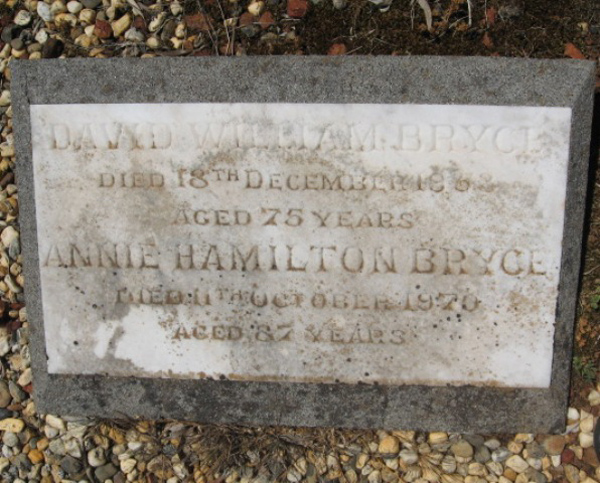 DAVID WILLIAM BRYCE
DIED 18TH DECEMBER
AGED 75 YEARS
ANNIE HAMILTON BRYCE
DIED 11TH OCTOBER 1970
AGED 87 YEARS